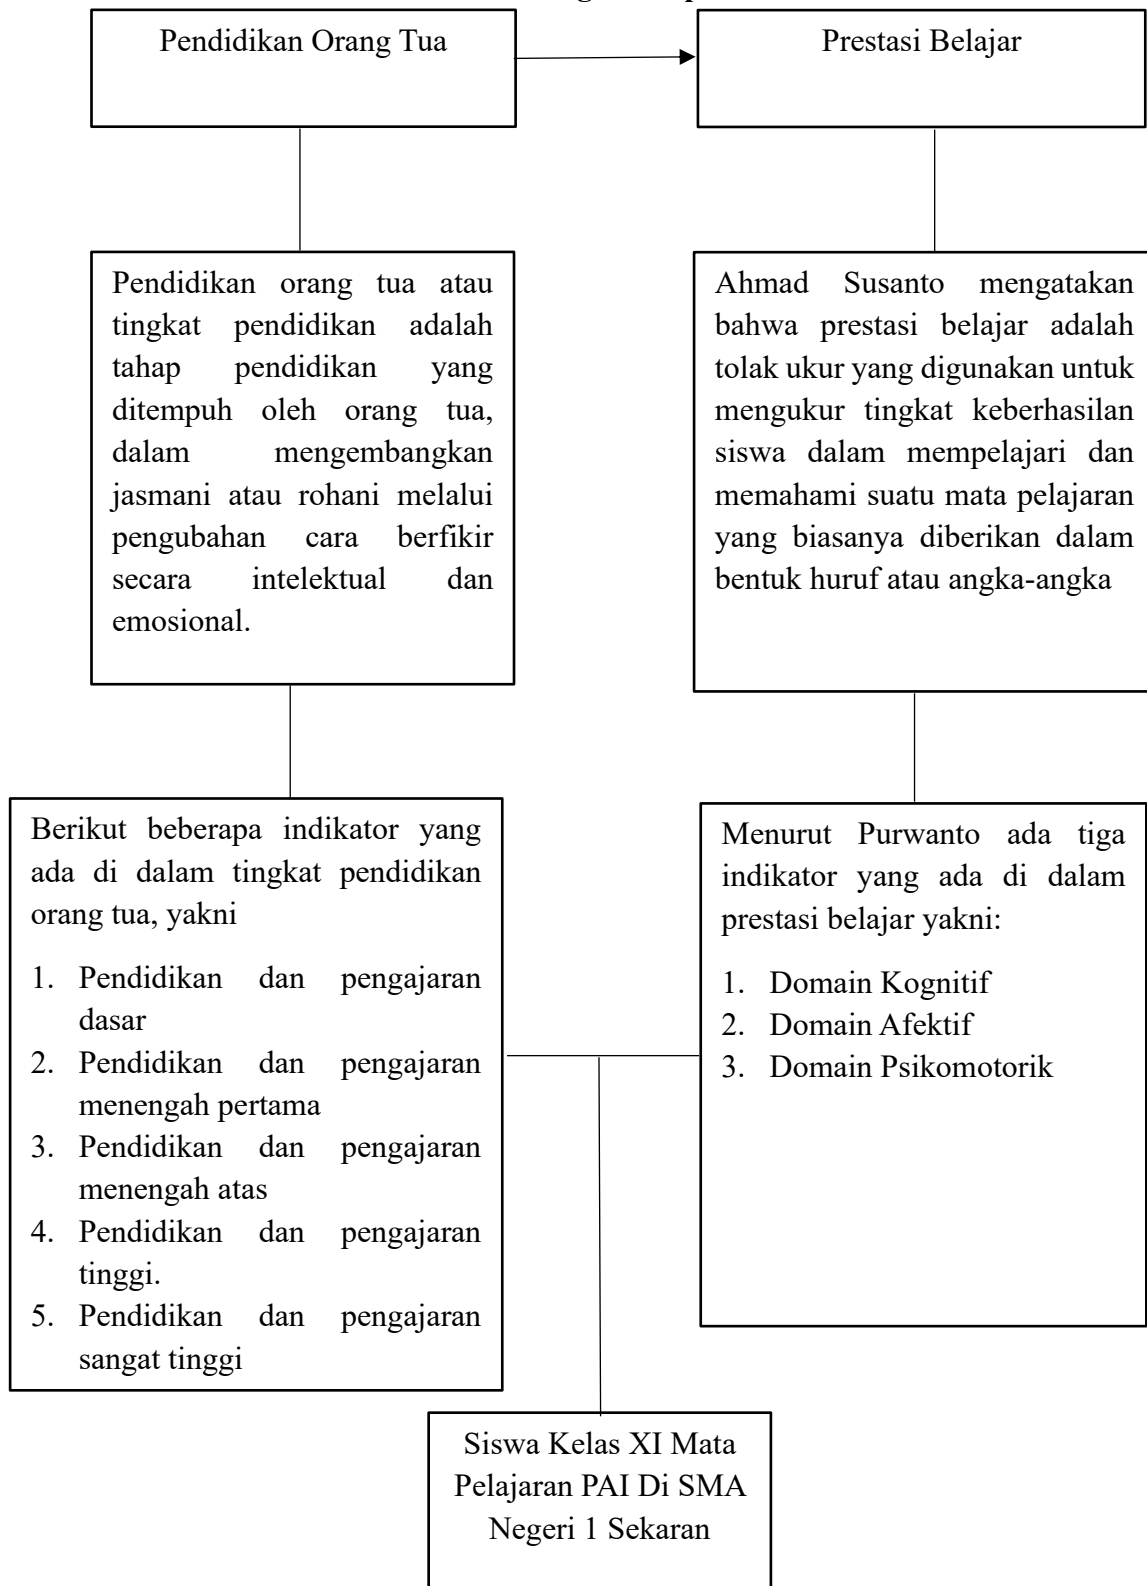 Pendidikan Orang Tua
Prestasi Belajar
Pendidikan orang tua atau
tingkat pendidikan adalah
tahap pendidikan yang
ditempuh oleh orang tua,
dalam mengembangkan
jasmani atau rohani melalui
pengubahan cara berfikir
secara intelektual dan
emosional.
Ahmad Susanto mengatakan
bahwa prestasi belajar adalah
tolak ukur yang digunakan untuk
mengukur tingkat keberhasilan
siswa dalam mempelajari dan
memahami suatu mata pelajaran
yang biasanya diberikan dalam
bentuk huruf atau angka-angka
Berikut beberapa indikator yang
ada di dalam tingkat pendidikan
orang tua, yakni
1. Pendidikan dan pengajaran
dasar
2. Pendidikan dan pengajaran
menengah pertama
3. Pendidikan dan pengajaran
menengah atas
4. Pendidikan dan pengajaran
tinggi.
5. Pendidikan dan pengajaran
sangat tinggi
Menurut Purwanto ada tiga
indikator yang ada di dalam
prestasi belajar yakni:
1. Domain Kognitif
2. Domain Afektif
3. Domain Psikomotorik
Siswa Kelas XI Mata
Pelajaran PAI Di SMA
Negeri 1 Sekaran